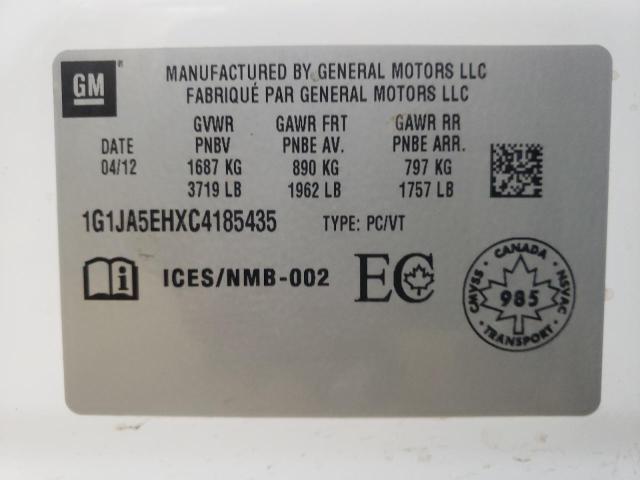 GM
MANUFACTURED BY GENERAL MOTORS LLC
FABRIQUÉ PAR GENERAL MOTORS LLC
GVWR GAWR FRT GAWR RR
DATE PNBV PNBE AV. PNBE ARR.
04/12 1687 KG 890 KG 797 KG
3719 LB 1962 LB 1757 LB
1G1JA5EHXC4185435 TYPE: PC/VT
i ICES/NMB-002 EC
CANADA
CMVSS 985 NSVAC
TRANSPORT